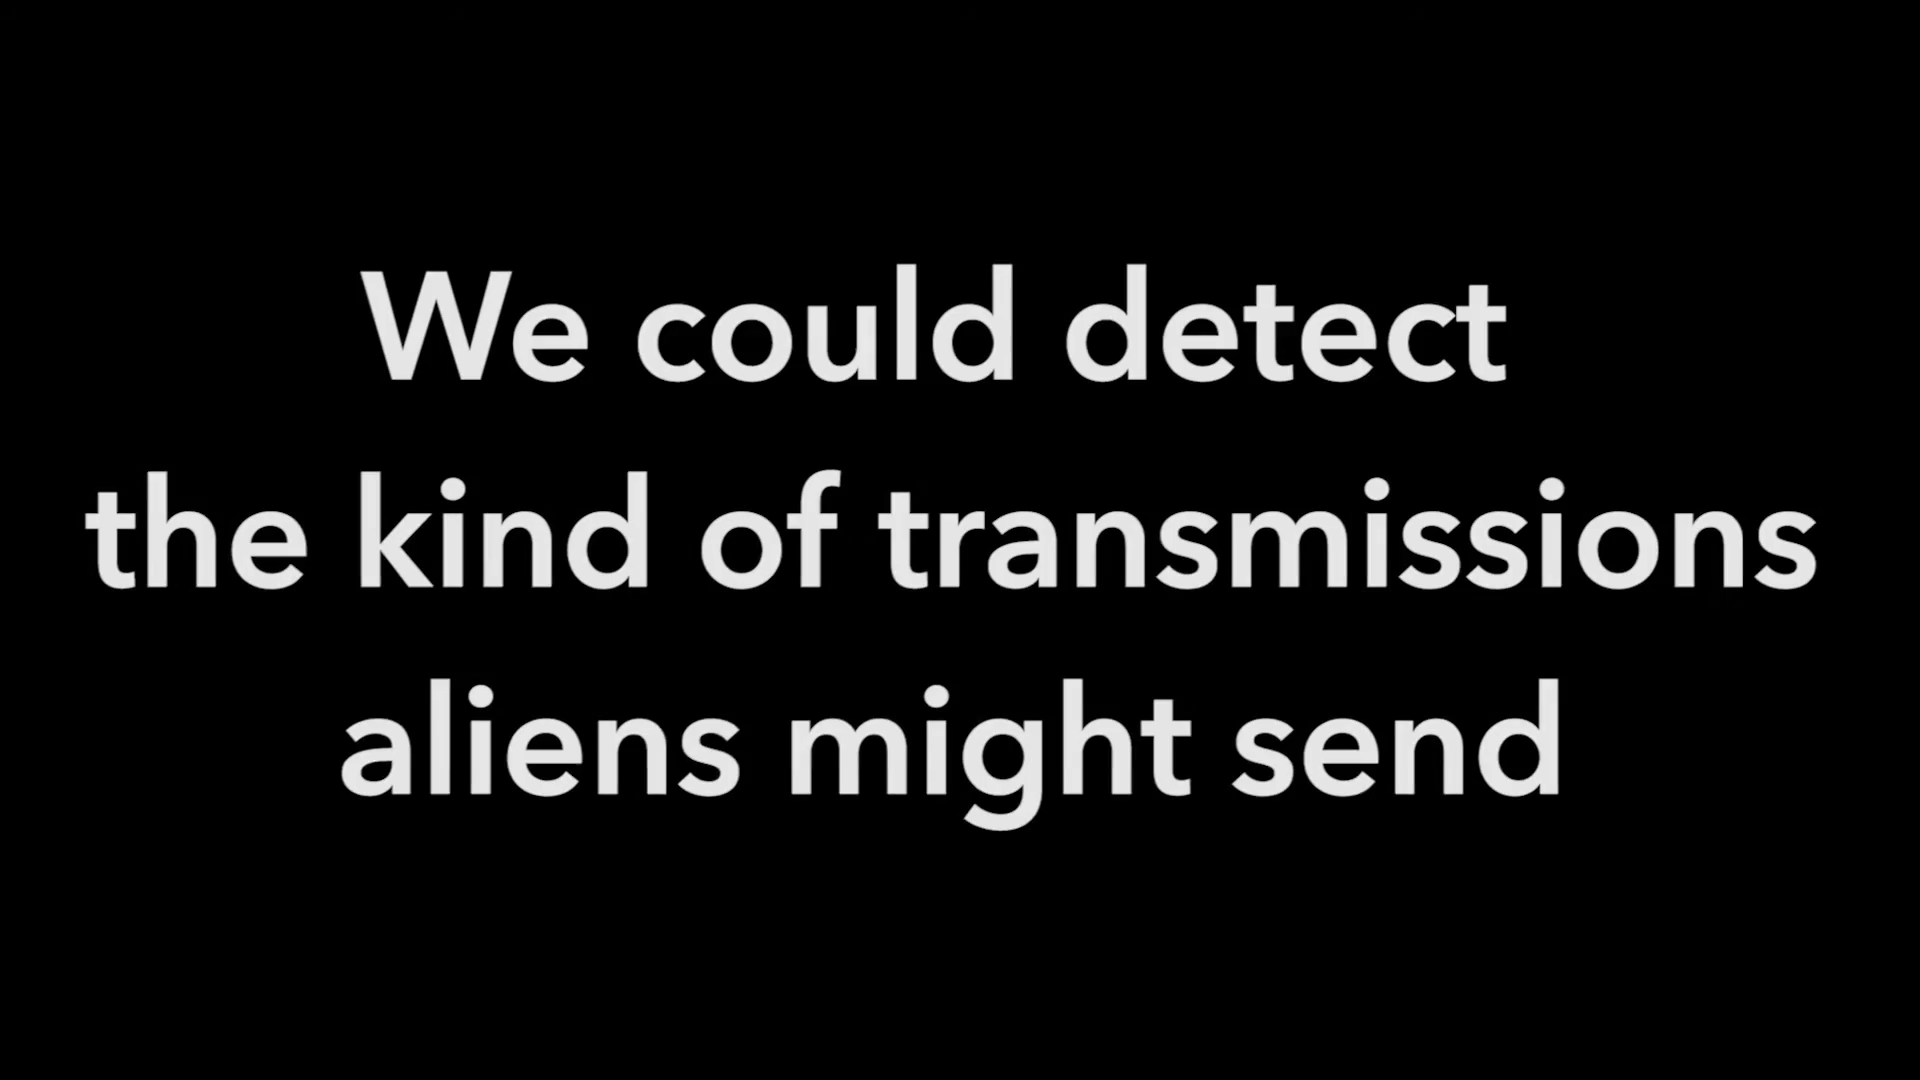 We could detect
the kind of transmissions
aliens might send